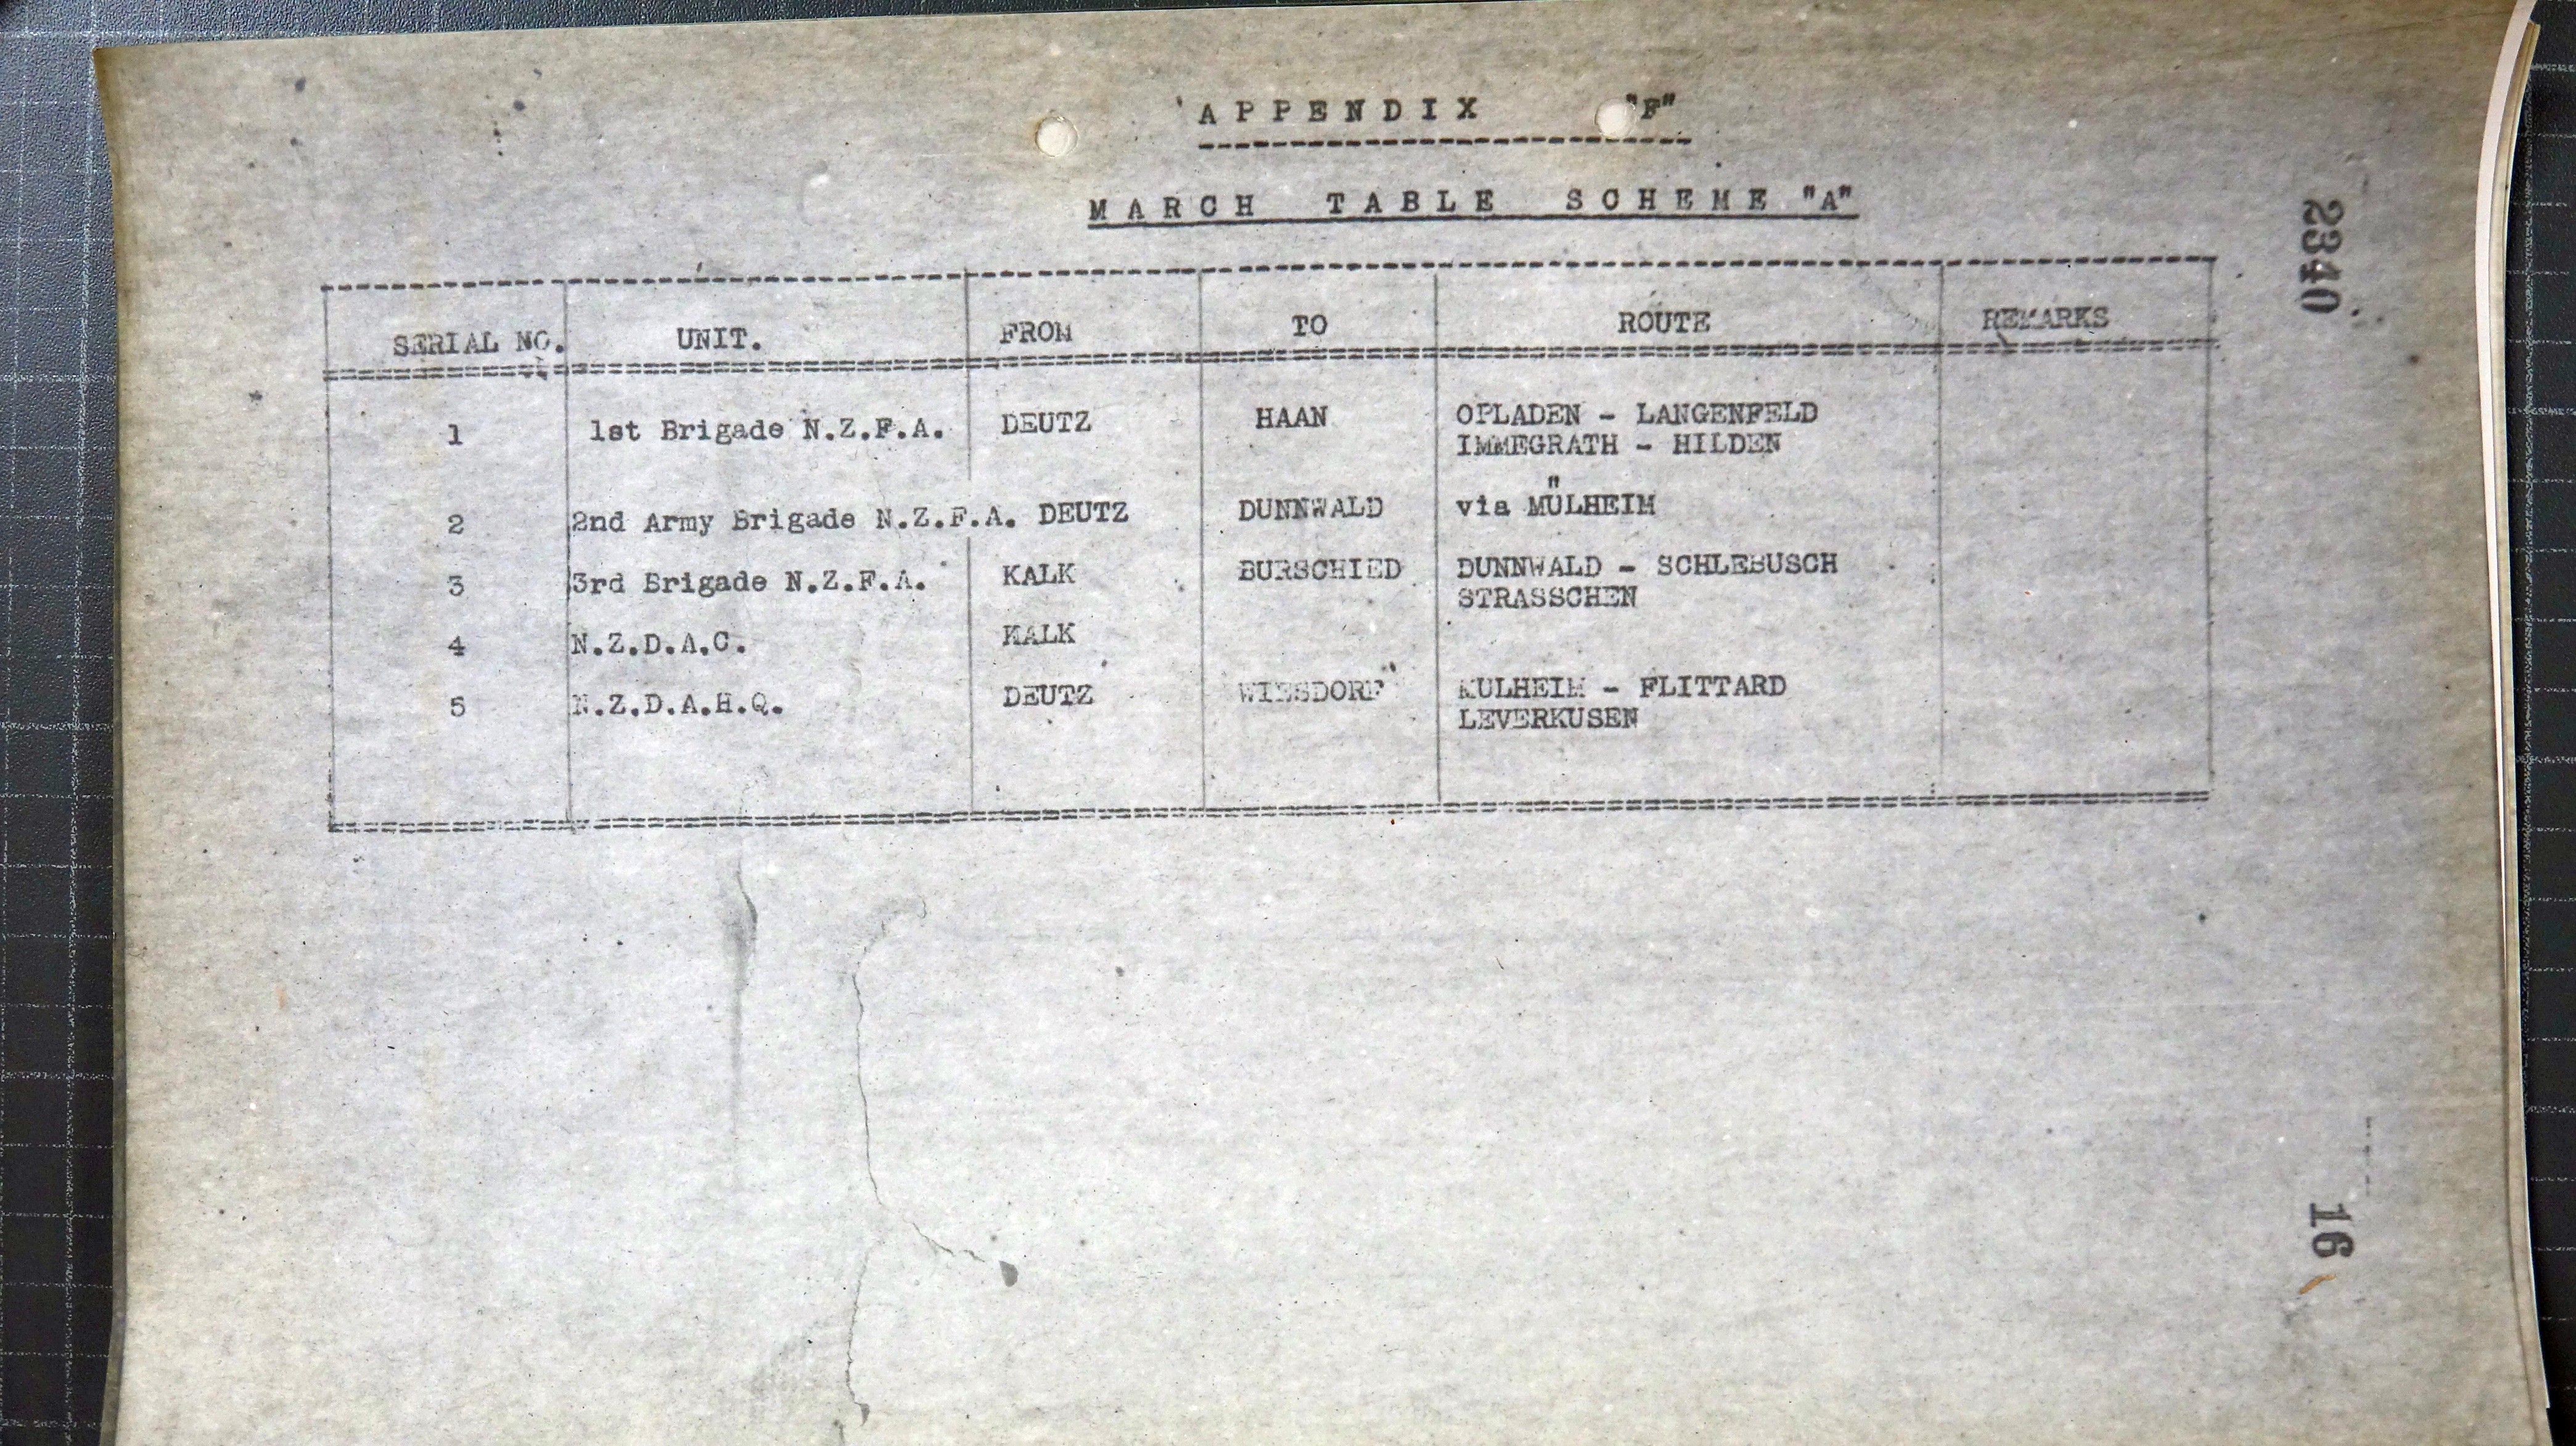 APPENDIX "F"
MARCH TABLE SCHEME "A"
SERIAL NO. UNIT. FROM TO ROUTE REMARKS
1 1st Brigade N.Z.F.A. DEUTZ HAAN OPLADEN - LANGENFELD
IMMEGRATH - HILDEN
2 2nd Army Brigade N.Z.F.A. DEUTZ DUNNWALD via MÜLHEIM
3 3rd Brigade N.Z.F.A. KALK BURSCHIED DUNNWALD - SCHLEBUSCH
STRASSCHEN
4 N.Z.D.A.C. KALK
5 N.Z.D.A.H.Q. DEUTZ WIESDORF MULHEIM - FLITTARD
LEVERKUSEN
2340
16